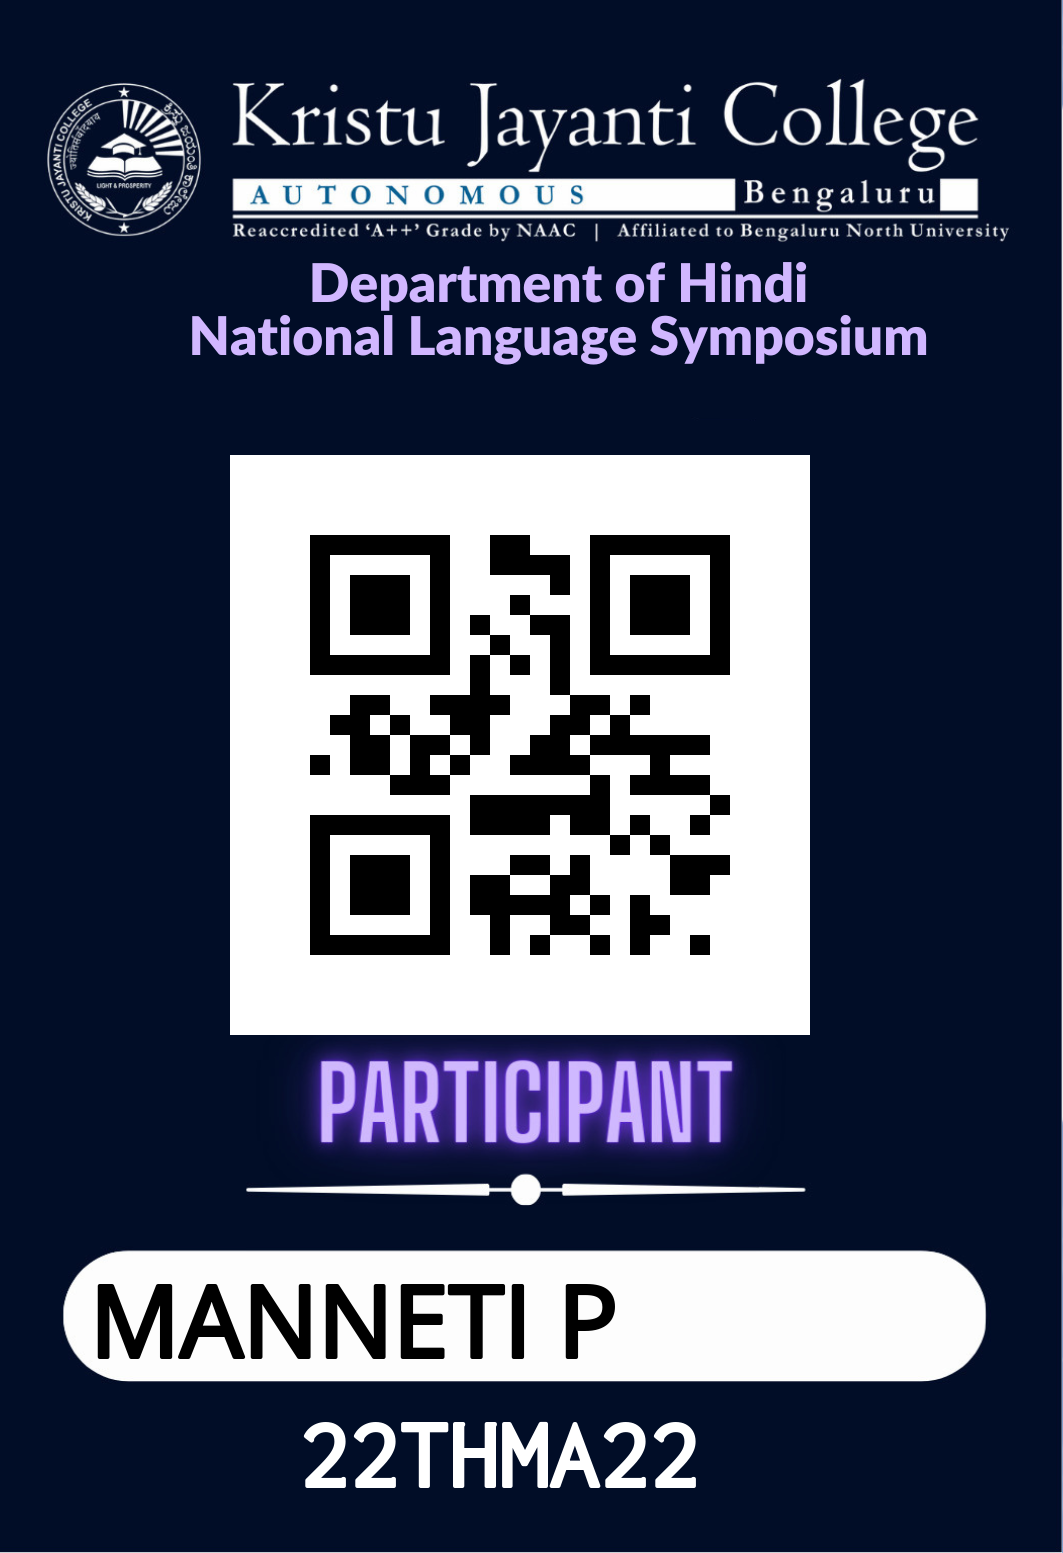 Kristu Jayanti College
AUTONOMOUS Bengaluru
Reaccredited ‘A++’ Grade by NAAC | Affiliated to Bengaluru North University
KRISTU JAYANTI COLLEGE
LIGHT & PROSPERITY
Department of Hindi
National Language Symposium
PARTICIPANT
MANNETI P
22THMA22